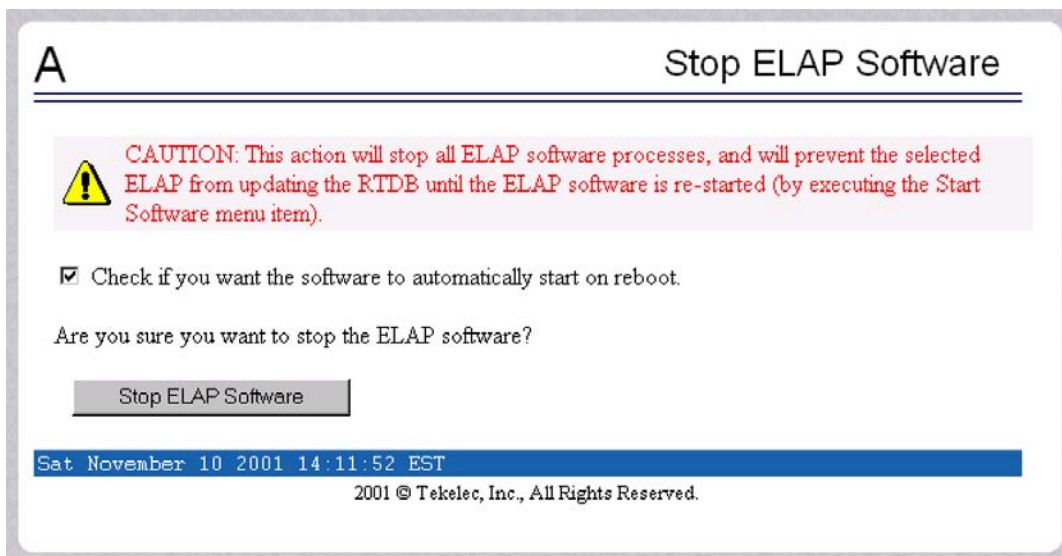 A
Stop ELAP Software
CAUTION: This action will stop all ELAP software processes, and will prevent the selected
ELAP from updating the RTDB until the ELAP software is re-started (by executing the Start
Software menu item).
Check if you want the software to automatically start on reboot.
Are you sure you want to stop the ELAP software?
Stop ELAP Software
Sat November 10 2001 14:11:52 EST
2001 © Tekelec, Inc., All Rights Reserved.